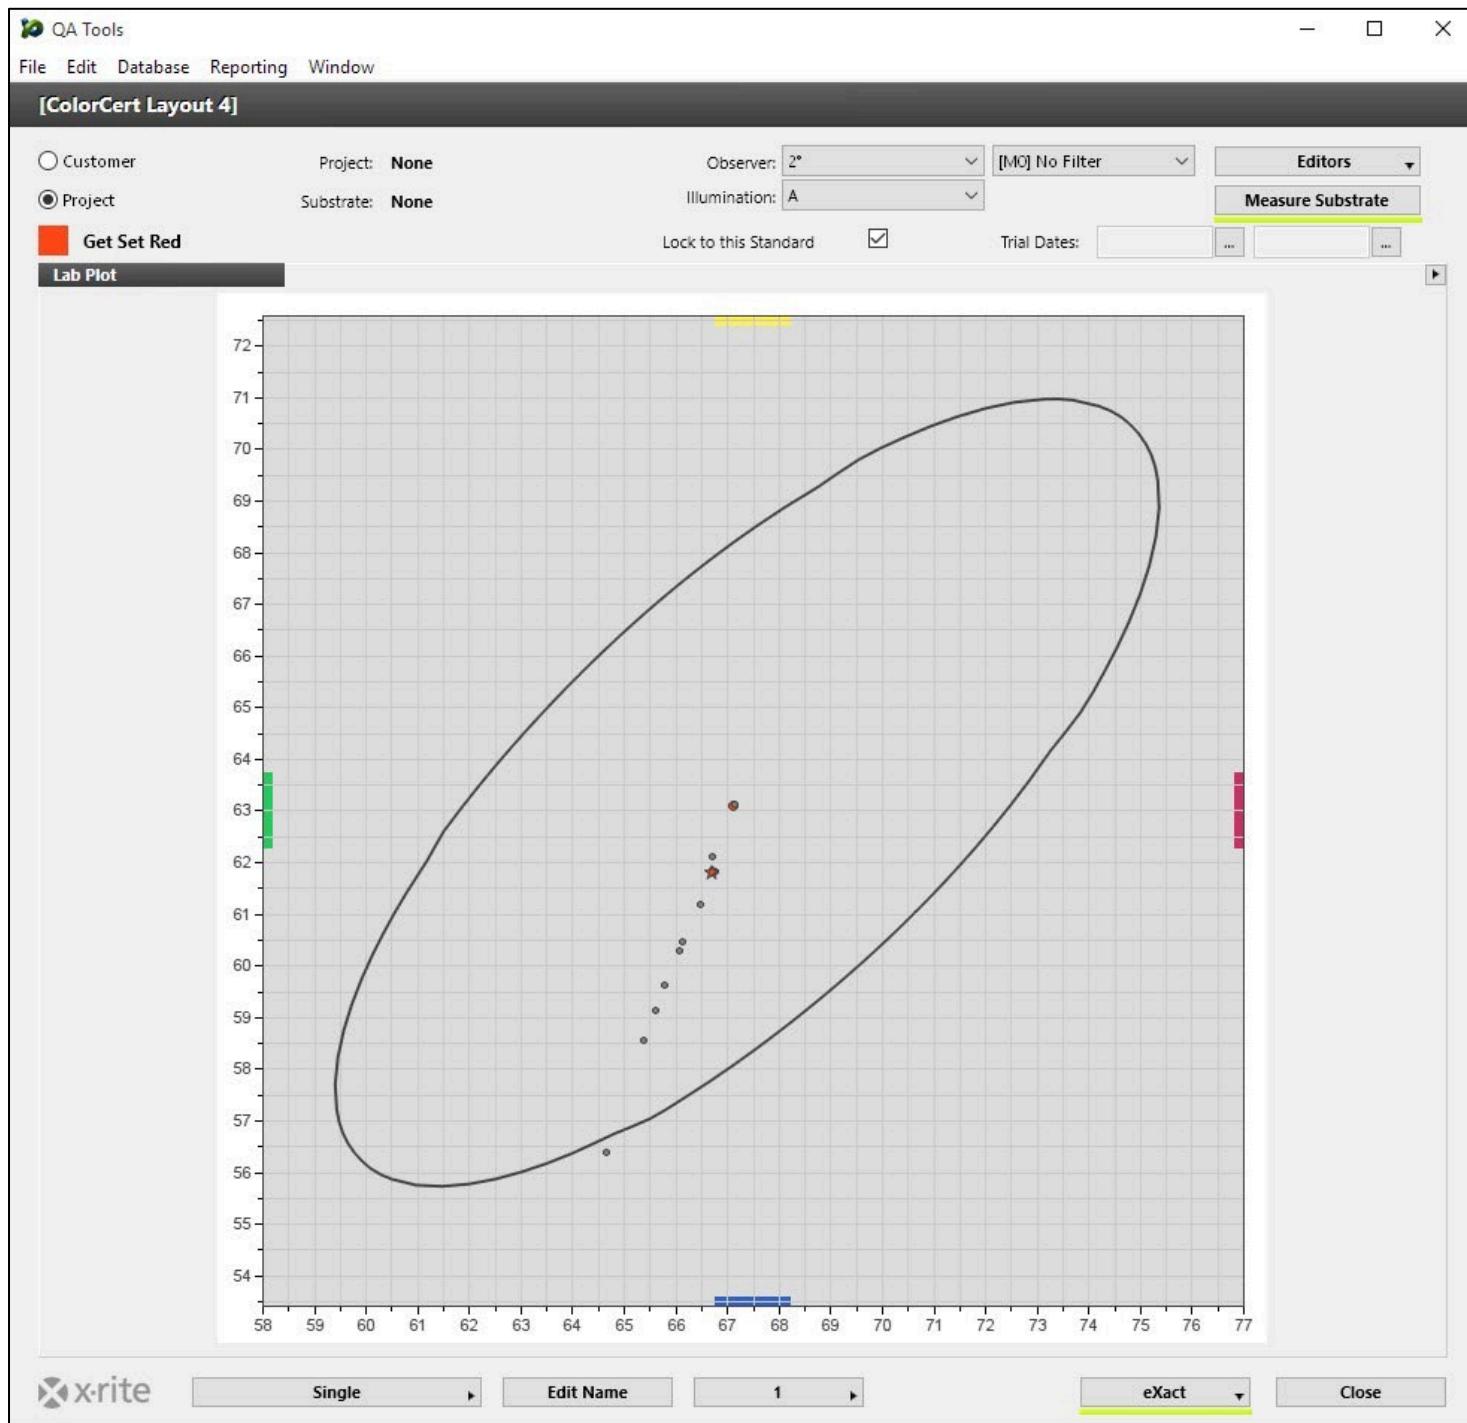 QA Tools
File Edit Database Reporting Window
[ColorCert Layout 4]
Customer Project: None Observer: 2° [M0] No Filter Editors
Project Substrate: None Illumination: A Measure Substrate
Get Set Red Lock to this Standard Trial Dates: ... ...
Lab Plot
72
71
70
69
68
67
66
65
64
63
62
61
60
59
58
57
56
55
54
58 59 60 61 62 63 64 65 66 67 68 69 70 71 72 73 74 75 76 77
x·rite Single Edit Name 1 eXact Close